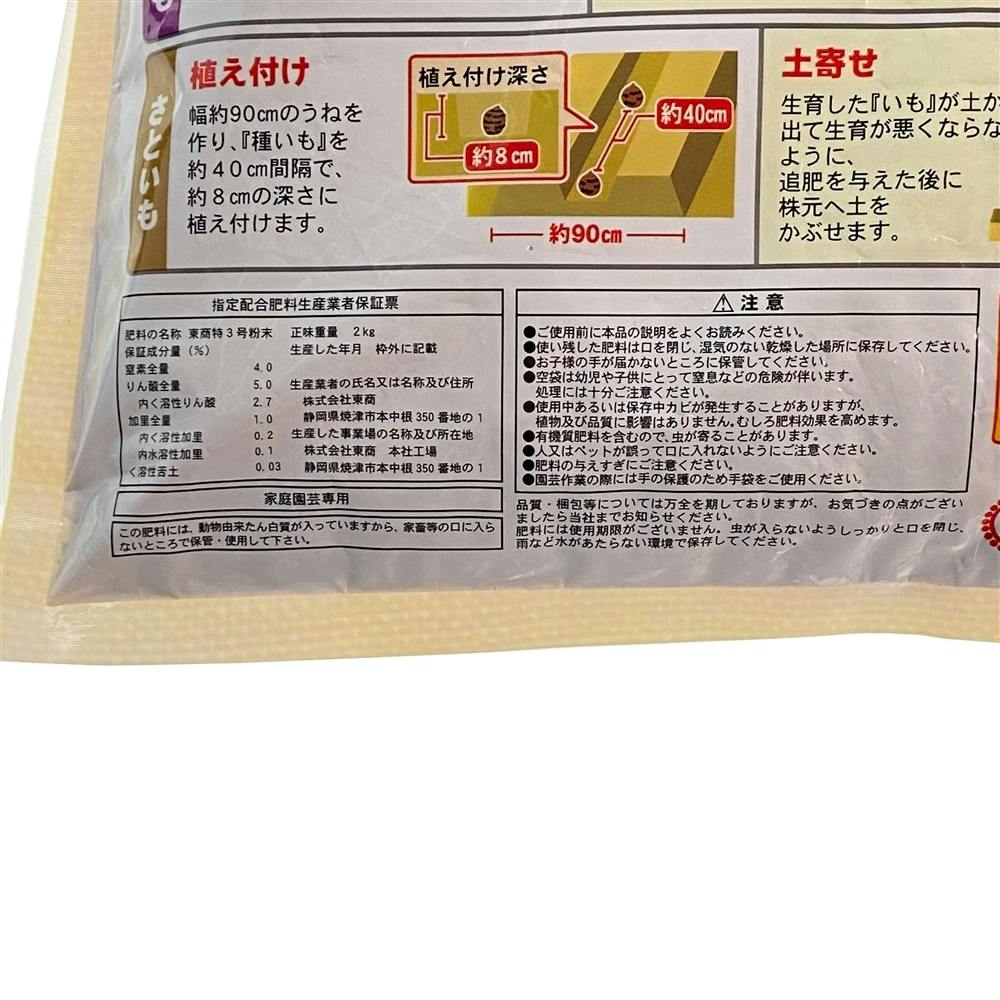 さといも
植え付け
幅約90cmのうねを
作り、『種いも』を
約40cm間隔で、
約8cmの深さに
植え付けます。
植え付け深さ
約8cm
約40cm
約90cm
土寄せ
生育した『いも』が土か
出て生育が悪くならな
ように、
追肥を与えた後に
株元へ土を
かぶせます。
指定配合肥料生産業者保証票
肥料の名称 東商特3号粉末 正味重量 2kg
保証成分量(%) 生産した年月 枠外に記載
窒素全量 4.0
りん酸全量 5.0 生産業者の氏名又は名称及び住所
内く溶性りん酸 2.7 株式会社東商
加里全量 1.0 静岡県焼津市本中根350番地の1
内く溶性加里 0.2 生産した事業場の名称及び所在地
内水溶性加里 0.1 株式会社東商 本社工場
く溶性苦土 0.03 静岡県焼津市本中根350番地の1
家庭園芸専用
この肥料には、動物由来たん白質が入っていますから、家畜等の口に入ら
ないところで保管・使用して下さい。
⚠注意
●ご使用前に本品の説明をよくお読みください。
●使い残した肥料は口を閉じ、湿気のない乾燥した場所に保存してください。
●お子様の手が届かないところに保管してください。
●空袋は幼児や子供にとって窒息などの危険が伴います。
処理には十分ご注意ください。
●使用中あるいは保存中カビが発生することがありますが、
植物及び品質に影響はありません。むしろ肥料効果を高めます。
●有機質肥料を含むので、虫が寄ることがあります。
●人又はペットが誤って口に入れないようにご注意ください。
●肥料の与えすぎにご注意ください。
●園芸作業の際には手の保護のため手袋をご使用ください。
品質・梱包等については万全を期しておりますが、お気づきの点がござい
ましたら当社までお知らせください。
肥料には使用期限がございません。虫が入らないようしっかりと口を閉じ、
雨など水があたらない環境で保存してください。